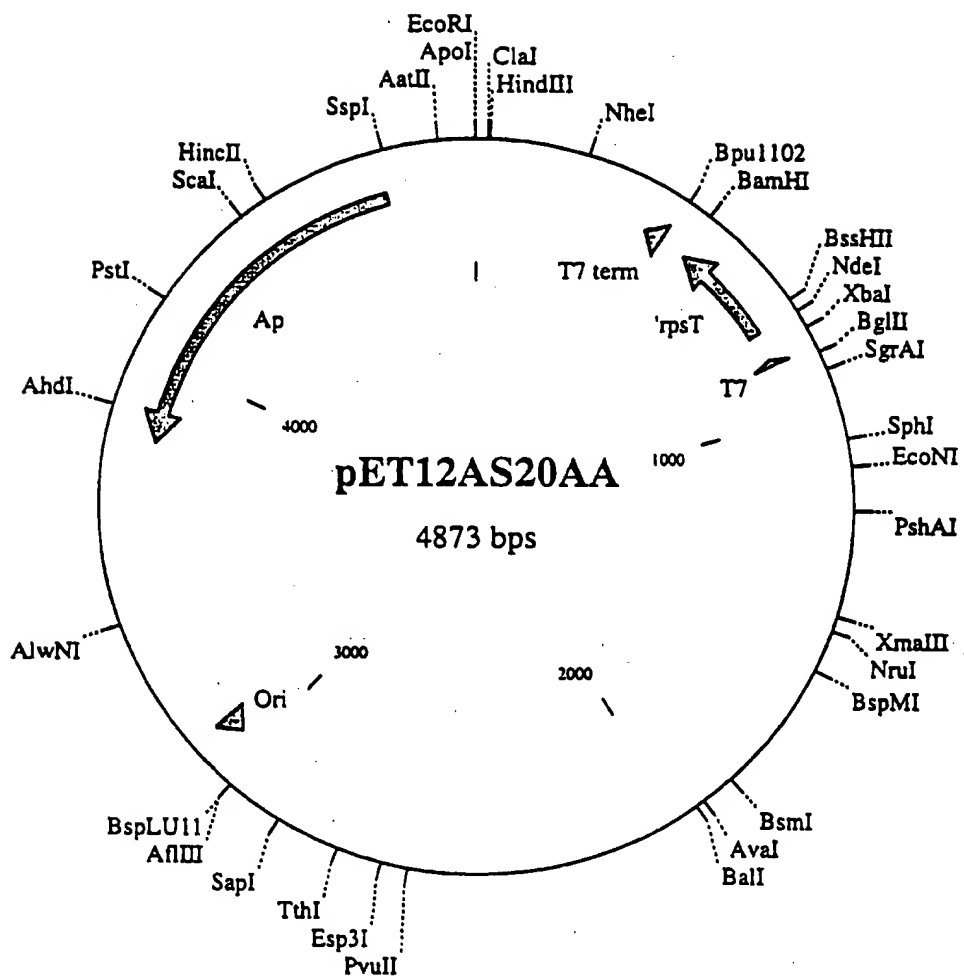 EcoRI
ApoI
ClaI
HindIII
AatII
SspI
NheI
HincII
ScaI
Bpu1102
BamHI
PstI
BssHII
NdeI
XbaI
BglII
SgrAI
T7 term
'rpsT
T7
Ap
AhdI
4000
1000
SphI
EcoNI
PshAI
pET12AS20AA
4873 bps
AlwNI
XmaIII
NruI
BspMI
3000
2000
Ori
BspLU11
AflIII
SapI
TthI
Esp3I
PvuII
BsmI
AvaI
BalI